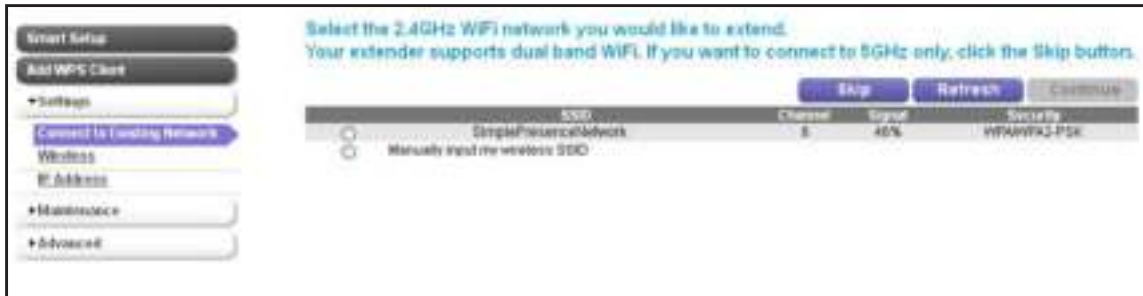 Smart Setup
Add WPS Client
Settings
Connect to Existing Network
Wireless
IP Address
Maintenance
Advanced
Select the 2.4GHz WiFi network you would like to extend.
Your extender supports dual band WiFi. If you want to connect to 5GHz only, click the Skip button.
Skip Refresh Continue
SSID Channel Signal Security
SimplePresenceNetwork 46% WPA/WPA2-PSK
Manually input my wireless SSID